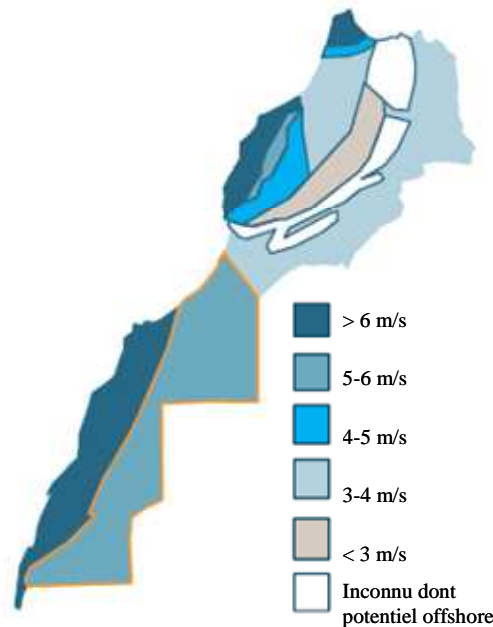 > 6 m/s
5-6 m/s
4-5 m/s
3-4 m/s
< 3 m/s
Inconnu dont
potentiel offshore